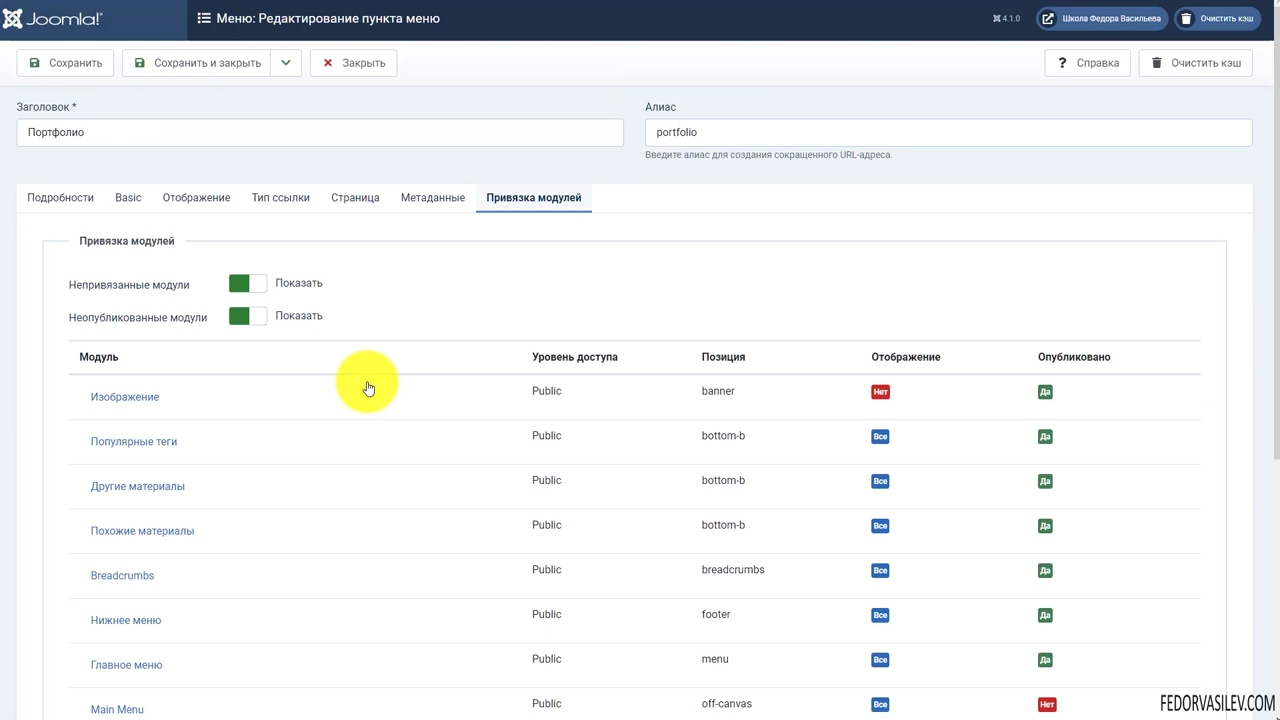 Joomla!
Меню: Редактирование пункта меню
4.1.0
Школа Федора Васильева
Очистить кэш
Сохранить
Сохранить и закрыть
Закрыть
Справка
Очистить кэш
Заголовок *
Алиас
Портфолио
portfolio
Введите алиас для создания сокращенного URL-адреса.
Подробности Basic Отображение Тип ссылки Страница Метаданные Привязка модулей
Привязка модулей
Непривязанные модули Показать
Неопубликованные модули Показать
Модуль Уровень доступа Позиция Отображение Опубликовано
Изображение Public banner Нет Да
Популярные теги Public bottom-b Все Да
Другие материалы Public bottom-b Все Да
Похожие материалы Public bottom-b Все Да
Breadcrumbs Public breadcrumbs Все Да
Нижнее меню Public footer Все Да
Главное меню Public menu Все Да
Main Menu Public off-canvas Все Нет
FEDORVASILEV.COM